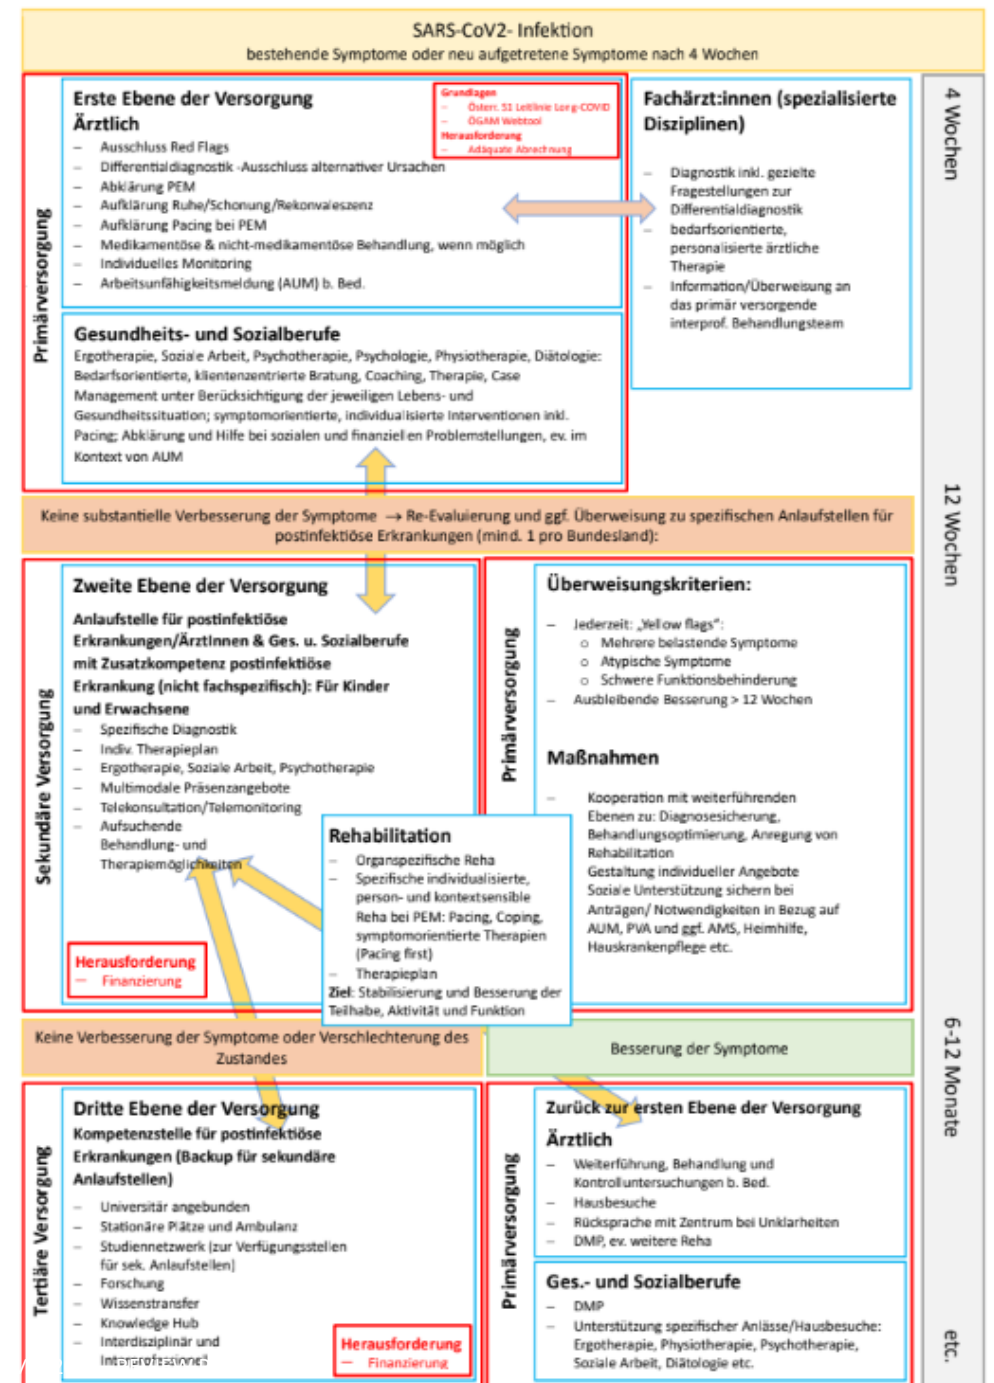 SARS-CoV2- Infektion
bestehende Symptome oder neu aufgetretene Symptome nach 4 Wochen
Primärversorgung
Erste Ebene der Versorgung
Ärztlich
– Ausschluss Red Flags
– Differentialdiagnostik -Ausschluss alternativer Ursachen
– Abklärung PEM
– Aufklärung Ruhe/Schonung/Rekonvaleszenz
– Aufklärung Pacing bei PEM
– Medikamentöse & nicht-medikamentöse Behandlung, wenn möglich
– Individuelles Monitoring
– Arbeitsunfähigkeitsmeldung (AUM) b. Bed.
Grundlagen
– Österr. S1 Leitlinie Long-COVID
– ÖGAM Webtool
Herausforderung
– Adäquate Abrechnung
Fachärzt:innen (spezialisierte
Disziplinen)
– Diagnostik inkl. gezielte
Fragestellungen zur
Differentialdiagnostik
– bedarfsorientierte,
personalisierte ärztliche
Therapie
– Information/Überweisung an
das primär versorgende
interprof. Behandlungsteam
4 Wochen
Gesundheits- und Sozialberufe
Ergotherapie, Soziale Arbeit, Psychotherapie, Psychologie, Physiotherapie, Diätologie:
Bedarfsorientierte, klientenzentrierte Bratung, Coaching, Therapie, Case
Management unter Berücksichtigung der jeweiligen Lebens- und
Gesundheitssituation; symptomorientierte, individualisierte Interventionen inkl.
Pacing; Abklärung und Hilfe bei sozialen und finanziellen Problemstellungen, ev. im
Kontext von AUM
12 Wochen
Keine substantielle Verbesserung der Symptome → Re-Evaluierung und ggf. Überweisung zu spezifischen Anlaufstellen für
postinfektiöse Erkrankungen (mind. 1 pro Bundesland):
Sekundäre Versorgung
Zweite Ebene der Versorgung
Anlaufstelle für postinfektiöse
Erkrankungen/ÄrztInnen & Ges. u. Sozialberufe
mit Zusatzkompetenz postinfektiöse
Erkrankung (nicht fachspezifisch): Für Kinder
und Erwachsene
– Spezifische Diagnostik
– Indiv. Therapieplan
– Ergotherapie, Soziale Arbeit, Psychotherapie
– Multimodale Präsenzangebote
– Telekonsultation/Telemonitoring
– Aufsuchende
Behandlung- und
Therapiemöglichkeiten
Herausforderung
– Finanzierung
Rehabilitation
– Organspezifische Reha
– Spezifische individualisierte,
person- und kontextsensible
Reha bei PEM: Pacing, Coping,
symptomorientierte Therapien
(Pacing first)
– Therapieplan
Ziel: Stabilisierung und Besserung der
Teilhabe, Aktivität und Funktion
Primärversorgung
Überweisungskriterien:
– Jederzeit: „Yellow flags“:
o Mehrere belastende Symptome
o Atypische Symptome
o Schwere Funktionsbehinderung
– Ausbleibende Besserung > 12 Wochen
Maßnahmen
– Kooperation mit weiterführenden
Ebenen zu: Diagnosesicherung,
Behandlungsoptimierung, Anregung von
Rehabilitation
Gestaltung individueller Angebote
Soziale Unterstützung sichern bei
Anträgen/ Notwendigkeiten in Bezug auf
AUM, PVA und ggf. AMS, Heimhilfe,
Hauskrankenpflege etc.
6-12 Monate
Keine Verbesserung der Symptome oder Verschlechterung des
Zustandes
Besserung der Symptome
Tertiäre Versorgung
Dritte Ebene der Versorgung
Kompetenzstelle für postinfektiöse
Erkrankungen (Backup für sekundäre
Anlaufstellen)
– Universitär angebunden
– Stationäre Plätze und Ambulanz
– Studiennetzwerk (zur Verfügungsstellen
für sek. Anlaufstellen)
– Forschung
– Wissenstransfer
– Knowledge Hub
– Interdisziplinär und
Herausforderung
– Finanzierung
Primärversorgung
Zurück zur ersten Ebene der Versorgung
Ärztlich
– Weiterführung, Behandlung und
Kontrolluntersuchungen b. Bed.
– Hausbesuche
– Rücksprache mit Zentrum bei Unklarheiten
– DMP, ev. weitere Reha
Ges.- und Sozialberufe
– DMP
– Unterstützung spezifischer Anlässe/Hausbesuche:
Ergotherapie, Physiotherapie, Psychotherapie,
Soziale Arbeit, Diätologie etc.
etc.